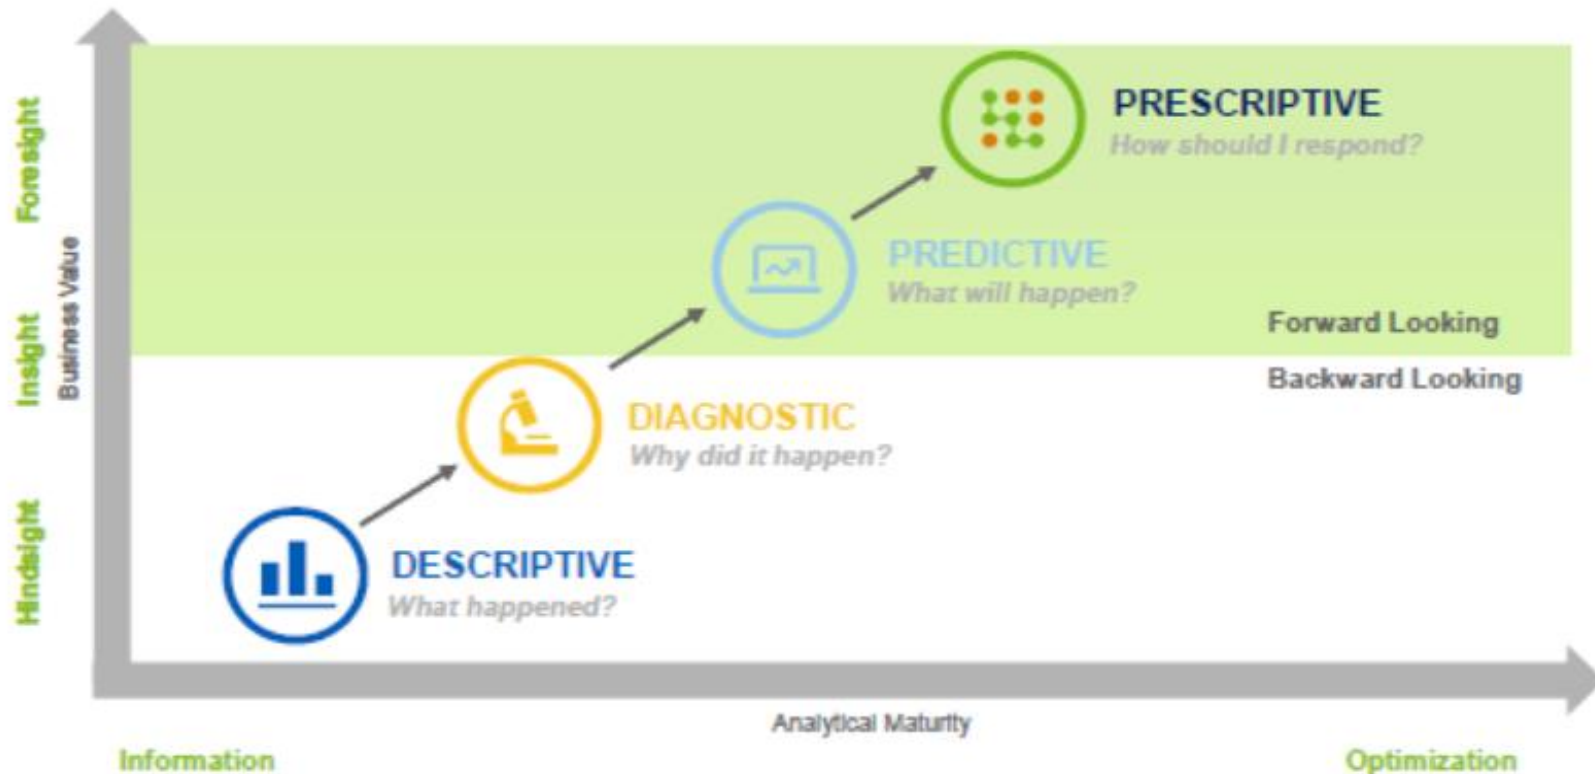 Foresight
Insight
Hindsight
Business Value
PRESCRIPTIVE
How should I respond?
PREDICTIVE
What will happen?
Forward Looking
Backward Looking
DIAGNOSTIC
Why did it happen?
DESCRIPTIVE
What happened?
Analytical Maturity
Information
Optimization